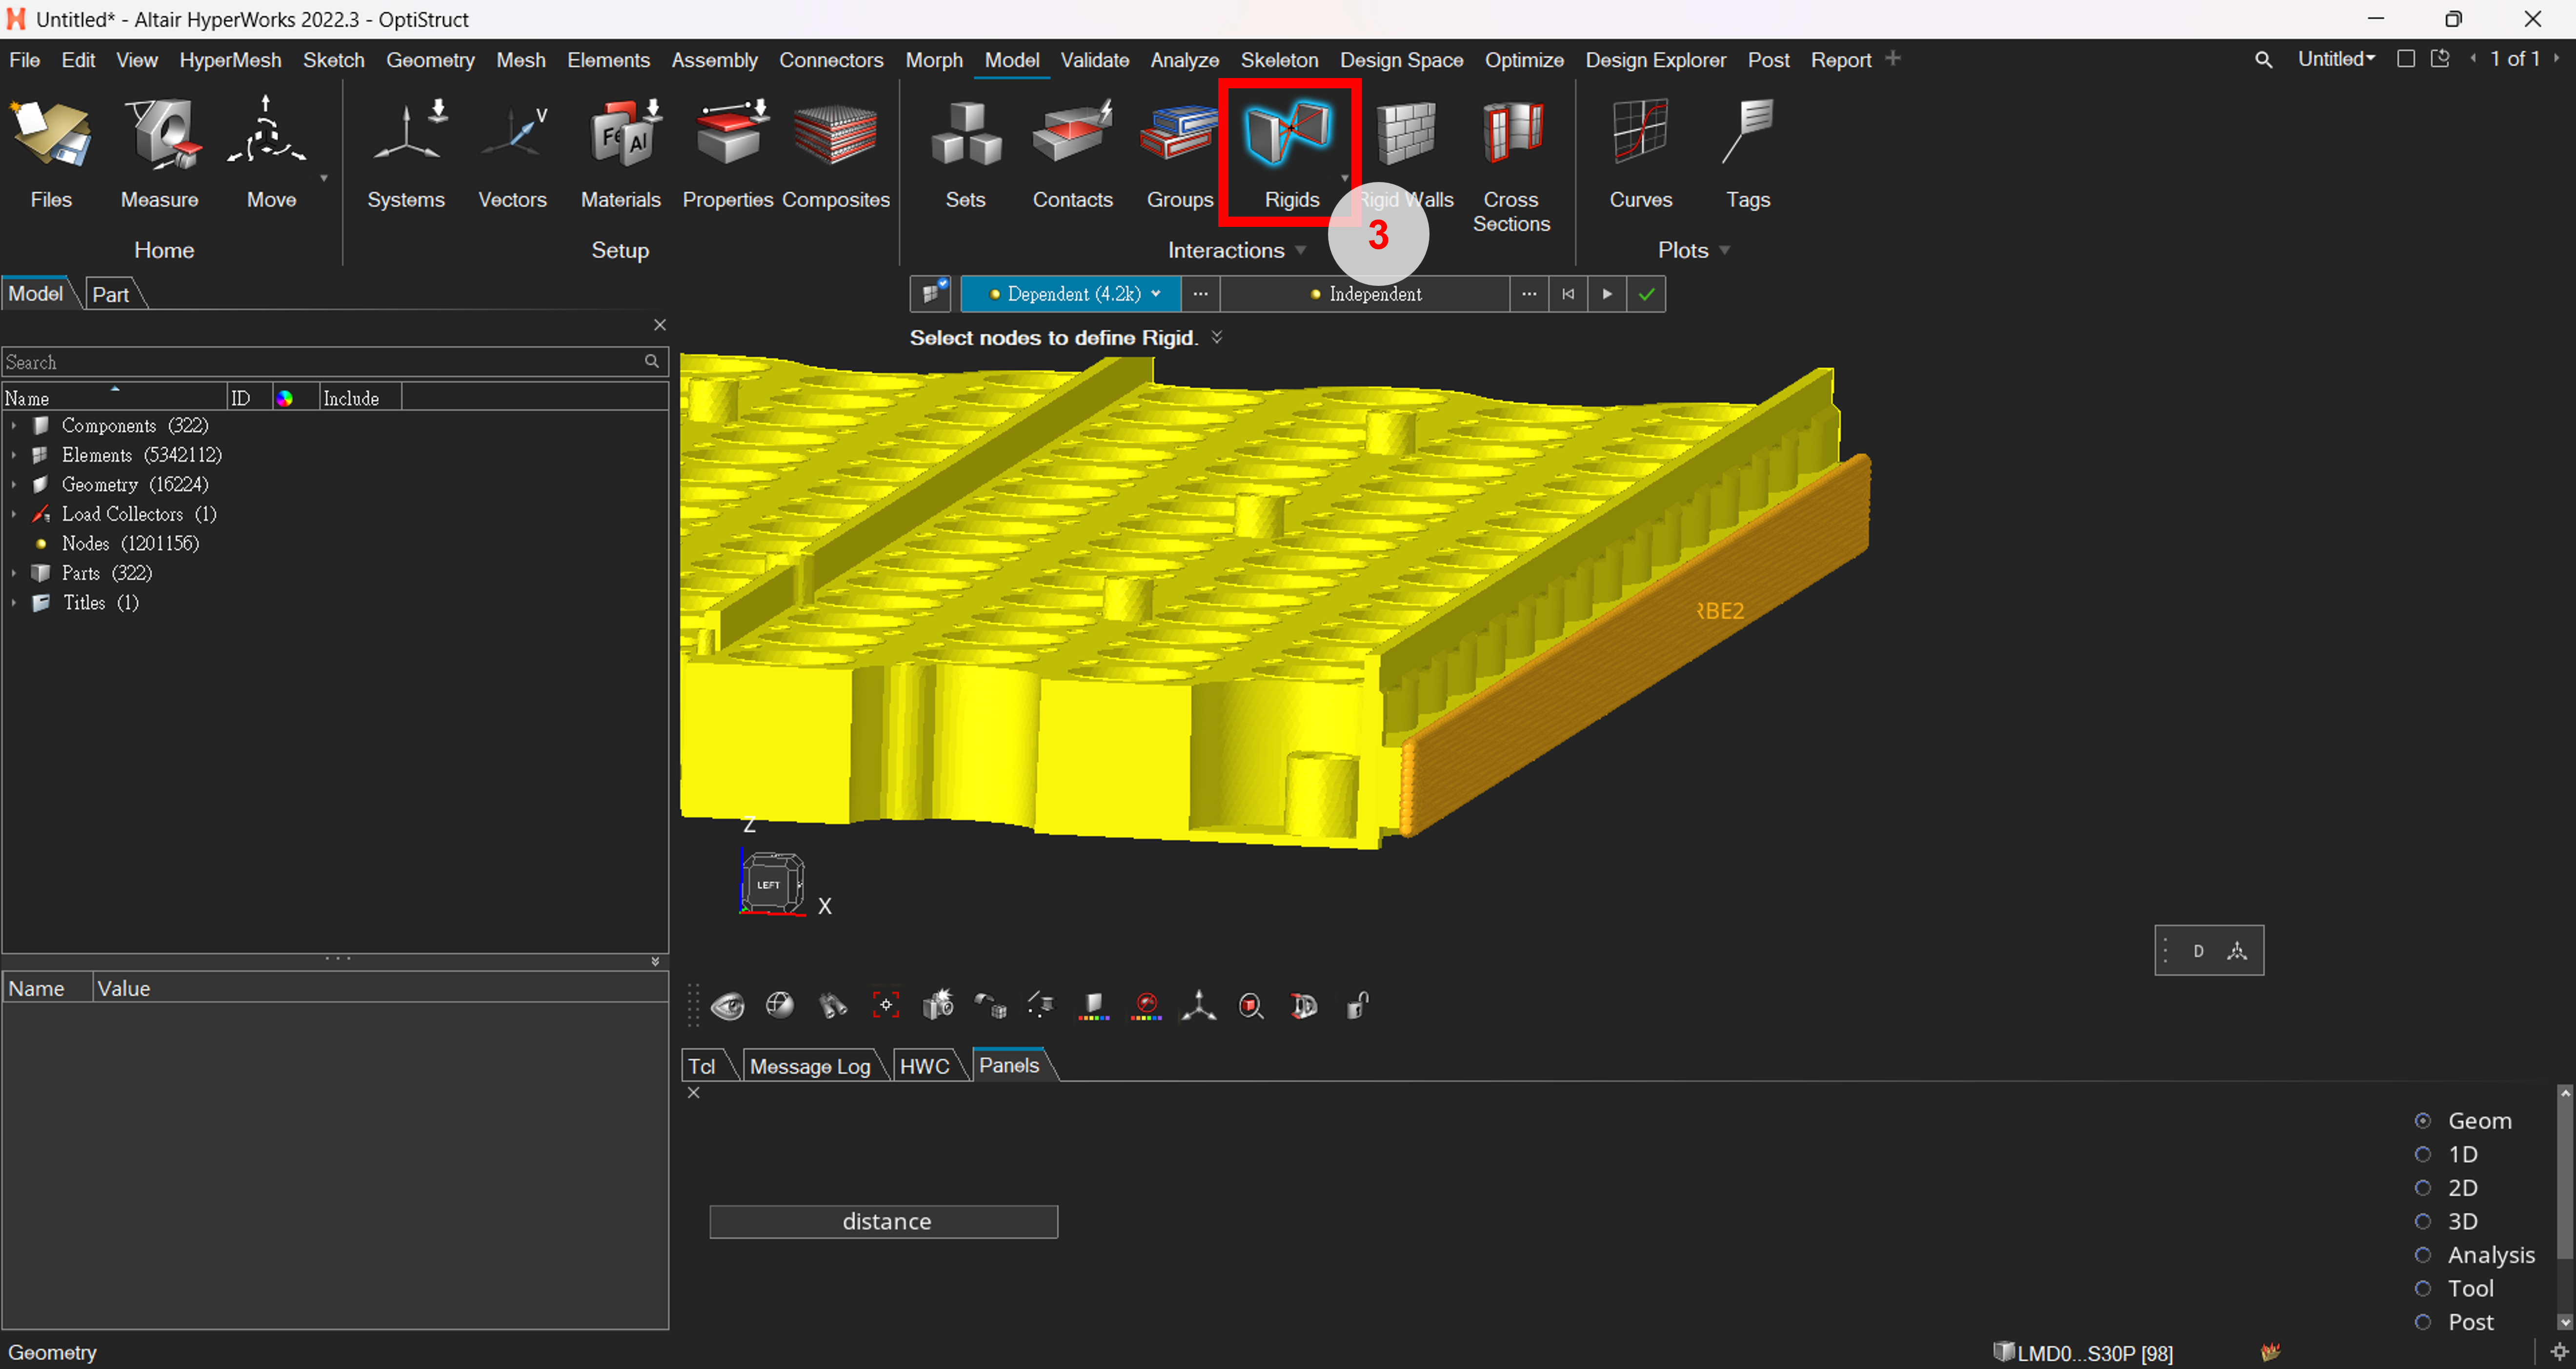 Untitled* - Altair HyperWorks 2022.3 - OptiStruct
File Edit View HyperMesh Sketch Geometry Mesh Elements Assembly Connectors Morph Model Validate Analyze Skeleton Design Space Optimize Design Explorer Post Report Untitled 1 of 1
Fe Al V
Files Measure Move Systems Vectors Materials Properties Composites Sets Contacts Groups Rigids Rigid Walls Cross Sections Curves Tags
Home Setup Interactions Plots
3
Model Part
Dependent (4.2k) ... Independent ...
Select nodes to define Rigid.
Search
Name ID Include
Components (322)
Elements (5342112)
Geometry (16224)
Load Collectors (1)
Nodes (1201156)
Parts (322)
Titles (1)
RBE2
Z
LEFT
X
D
Name Value
Tcl Message Log HWC Panels
Geom
1D
2D
3D
Analysis
Tool
Post
distance
Geometry
LMD0...S30P [98]